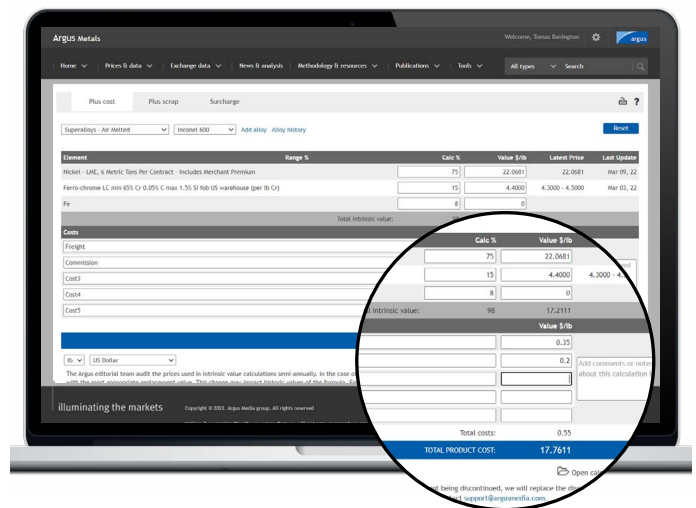 Argus Metals
Welcome, Tomas Bavington
argus
Home Prices & data Exchange data News & analysis Methodology & resources Publications Tools All types Search
Plus cost Plus scrap Surcharge ?
Superalloys - Air Melted Inconel 600 Add alloy Alloy history Reset
Element Range % Calc % Value $/lb Latest Price Last Update
Nickel - LME, 6 Metric Tons Per Contract - Includes Merchant Premium 75 22.0681 22.0681 Mar 09, 22
Ferro-chrome LC min 65% Cr 0.05% C max 1.5% Si fob US warehouse (per lb Cr) 15 4.4000 4.3000 - 4.5000 Mar 03, 22
Fe 8 0
Total intrinsic value:
Costs
Freight
Commission
Cost3
Cost4
Cost5
lb US Dollar
The Argus editorial team audit the prices used in intrinsic value calculations semi annually. In the case of
with the most appropriate replacement value. This change may impact historic values of the formula.
illuminating the markets Copyright © 2022. Argus Media group, All rights reserved
Calc % Value $/lb
75 22.0681
15 4.4000 4.3000 - 4.
8 0
intrinsic value: 98 17.2111
Value $/lb
0.35
0.2 Add comments or note
about this calculation
Total costs: 0.55
TOTAL PRODUCT COST: 17.7611
Open cal
nt being discontinued, we will replace the
support@argusmedia.com.